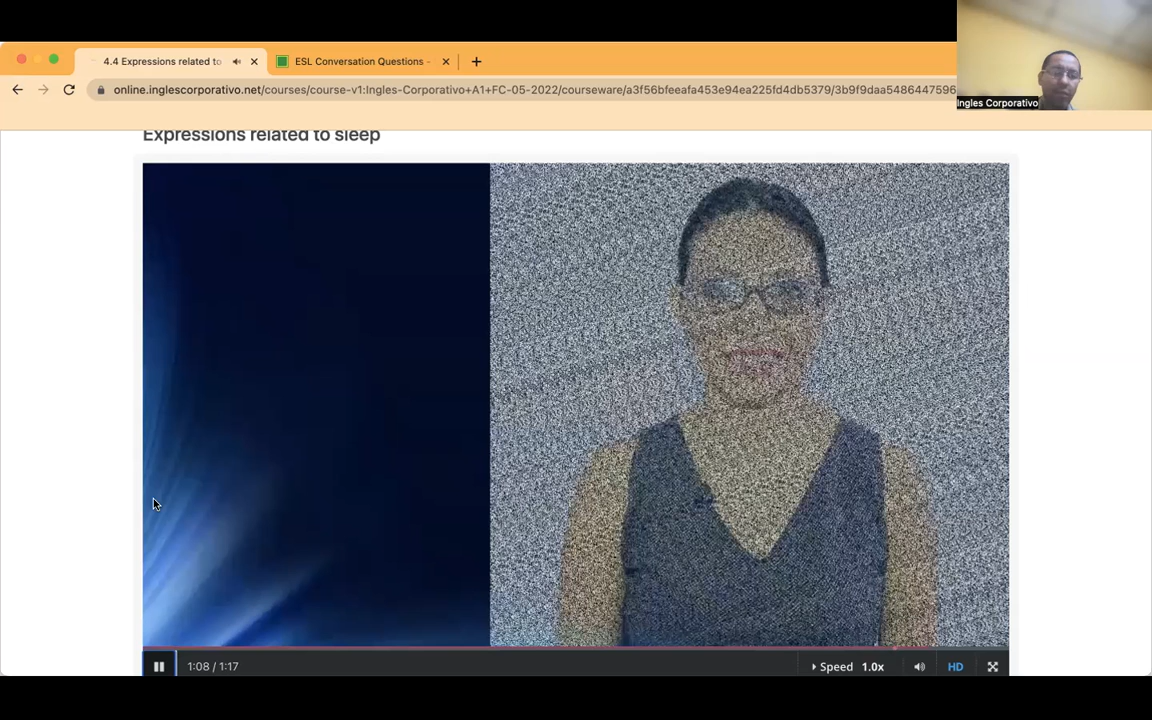 4.4 Expressions related to
ESL Conversation Questions -
online.inglescorporativo.net/courses/course-v1:Ingles-Corporativo+A1+FC-05-2022/courseware/a3f56bfeeafa453e94ea225fd4db5379/3b9f9daa5486447596
Ingles Corporativo
Expressions related to sleep
1:08 / 1:17
Speed 1.0x
HD